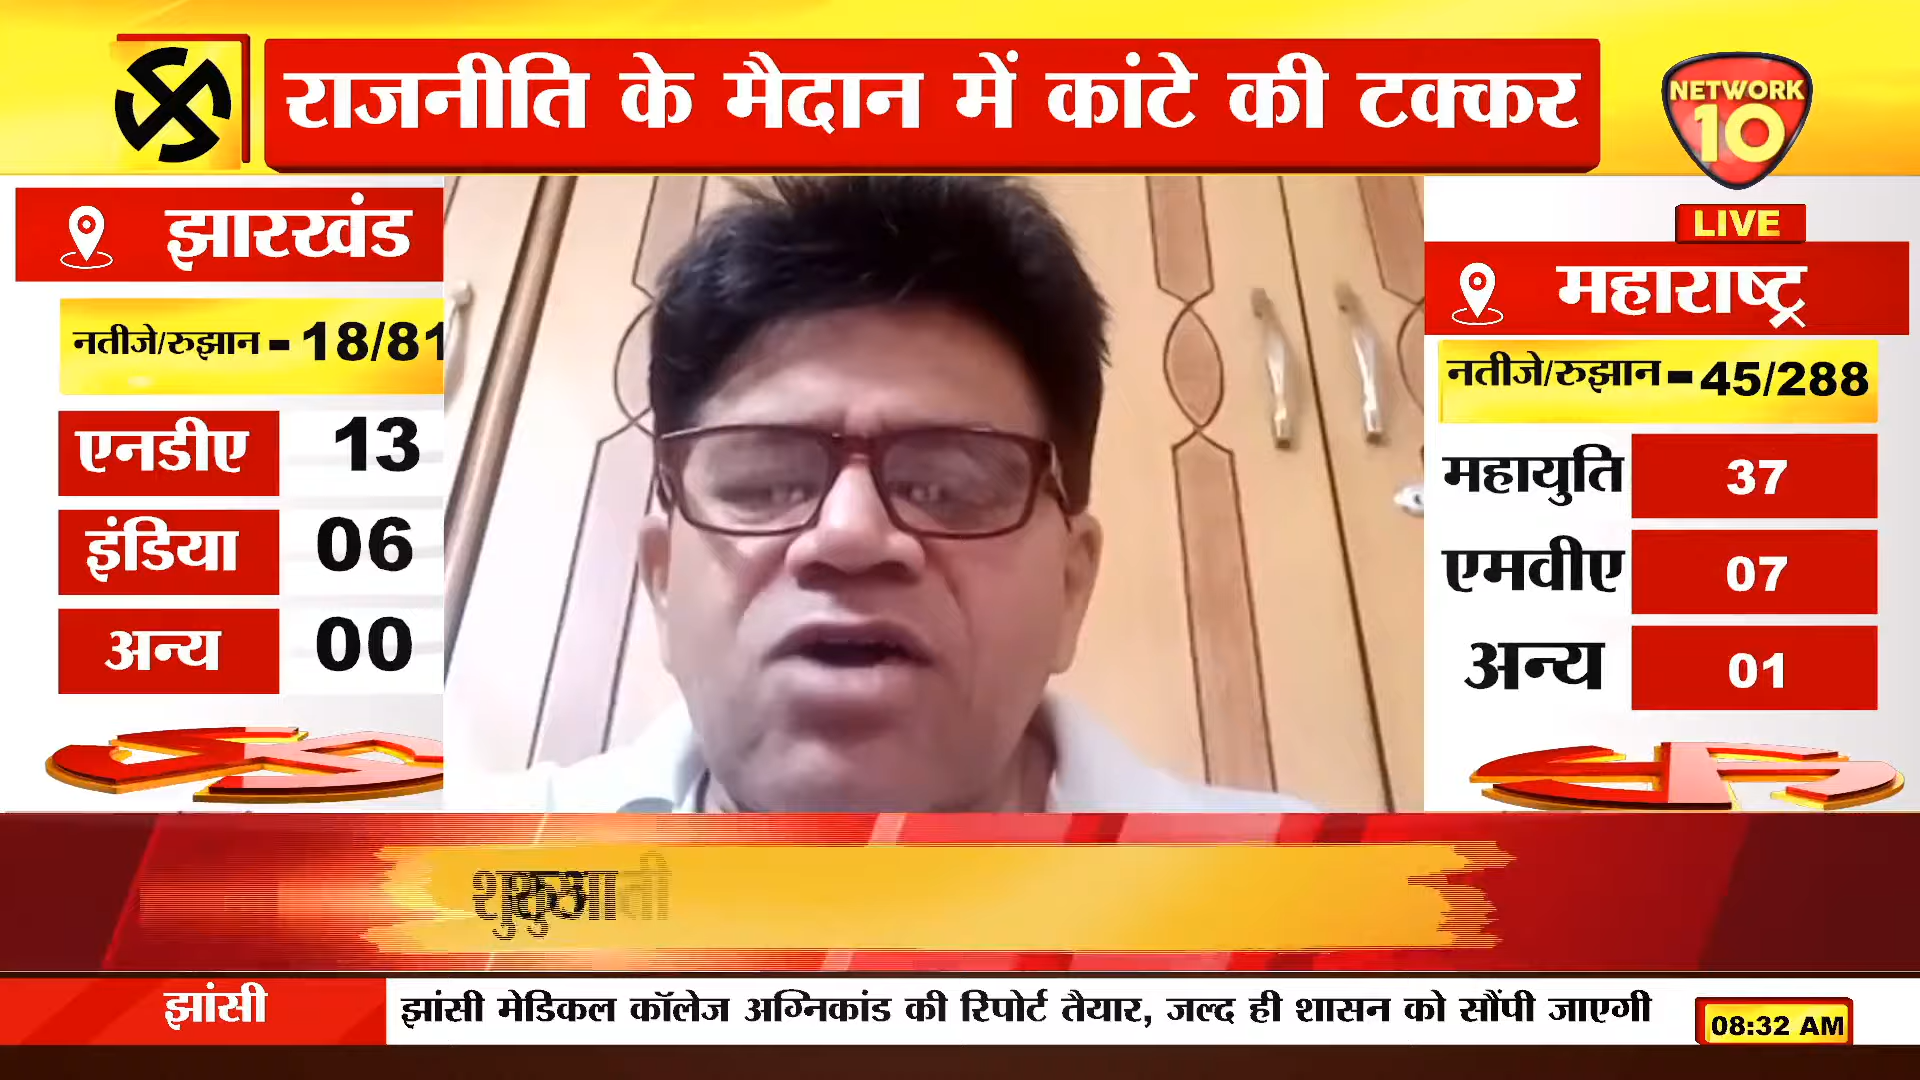 राजनीति के मैदान में कांटे की टक्कर
NETWORK
10
LIVE
झारखंड
नतीजे/रुझान - 18/81
एनडीए 13
इंडिया 06
अन्य 00
महाराष्ट्र
नतीजे/रुझान - 45/288
महायुति 37
एमवीए 07
अन्य 01
झांसी
झांसी मेडिकल कॉलेज अग्निकांड की रिपोर्ट तैयार, जल्द ही शासन को सौंपी जाएगी
08:32 AM